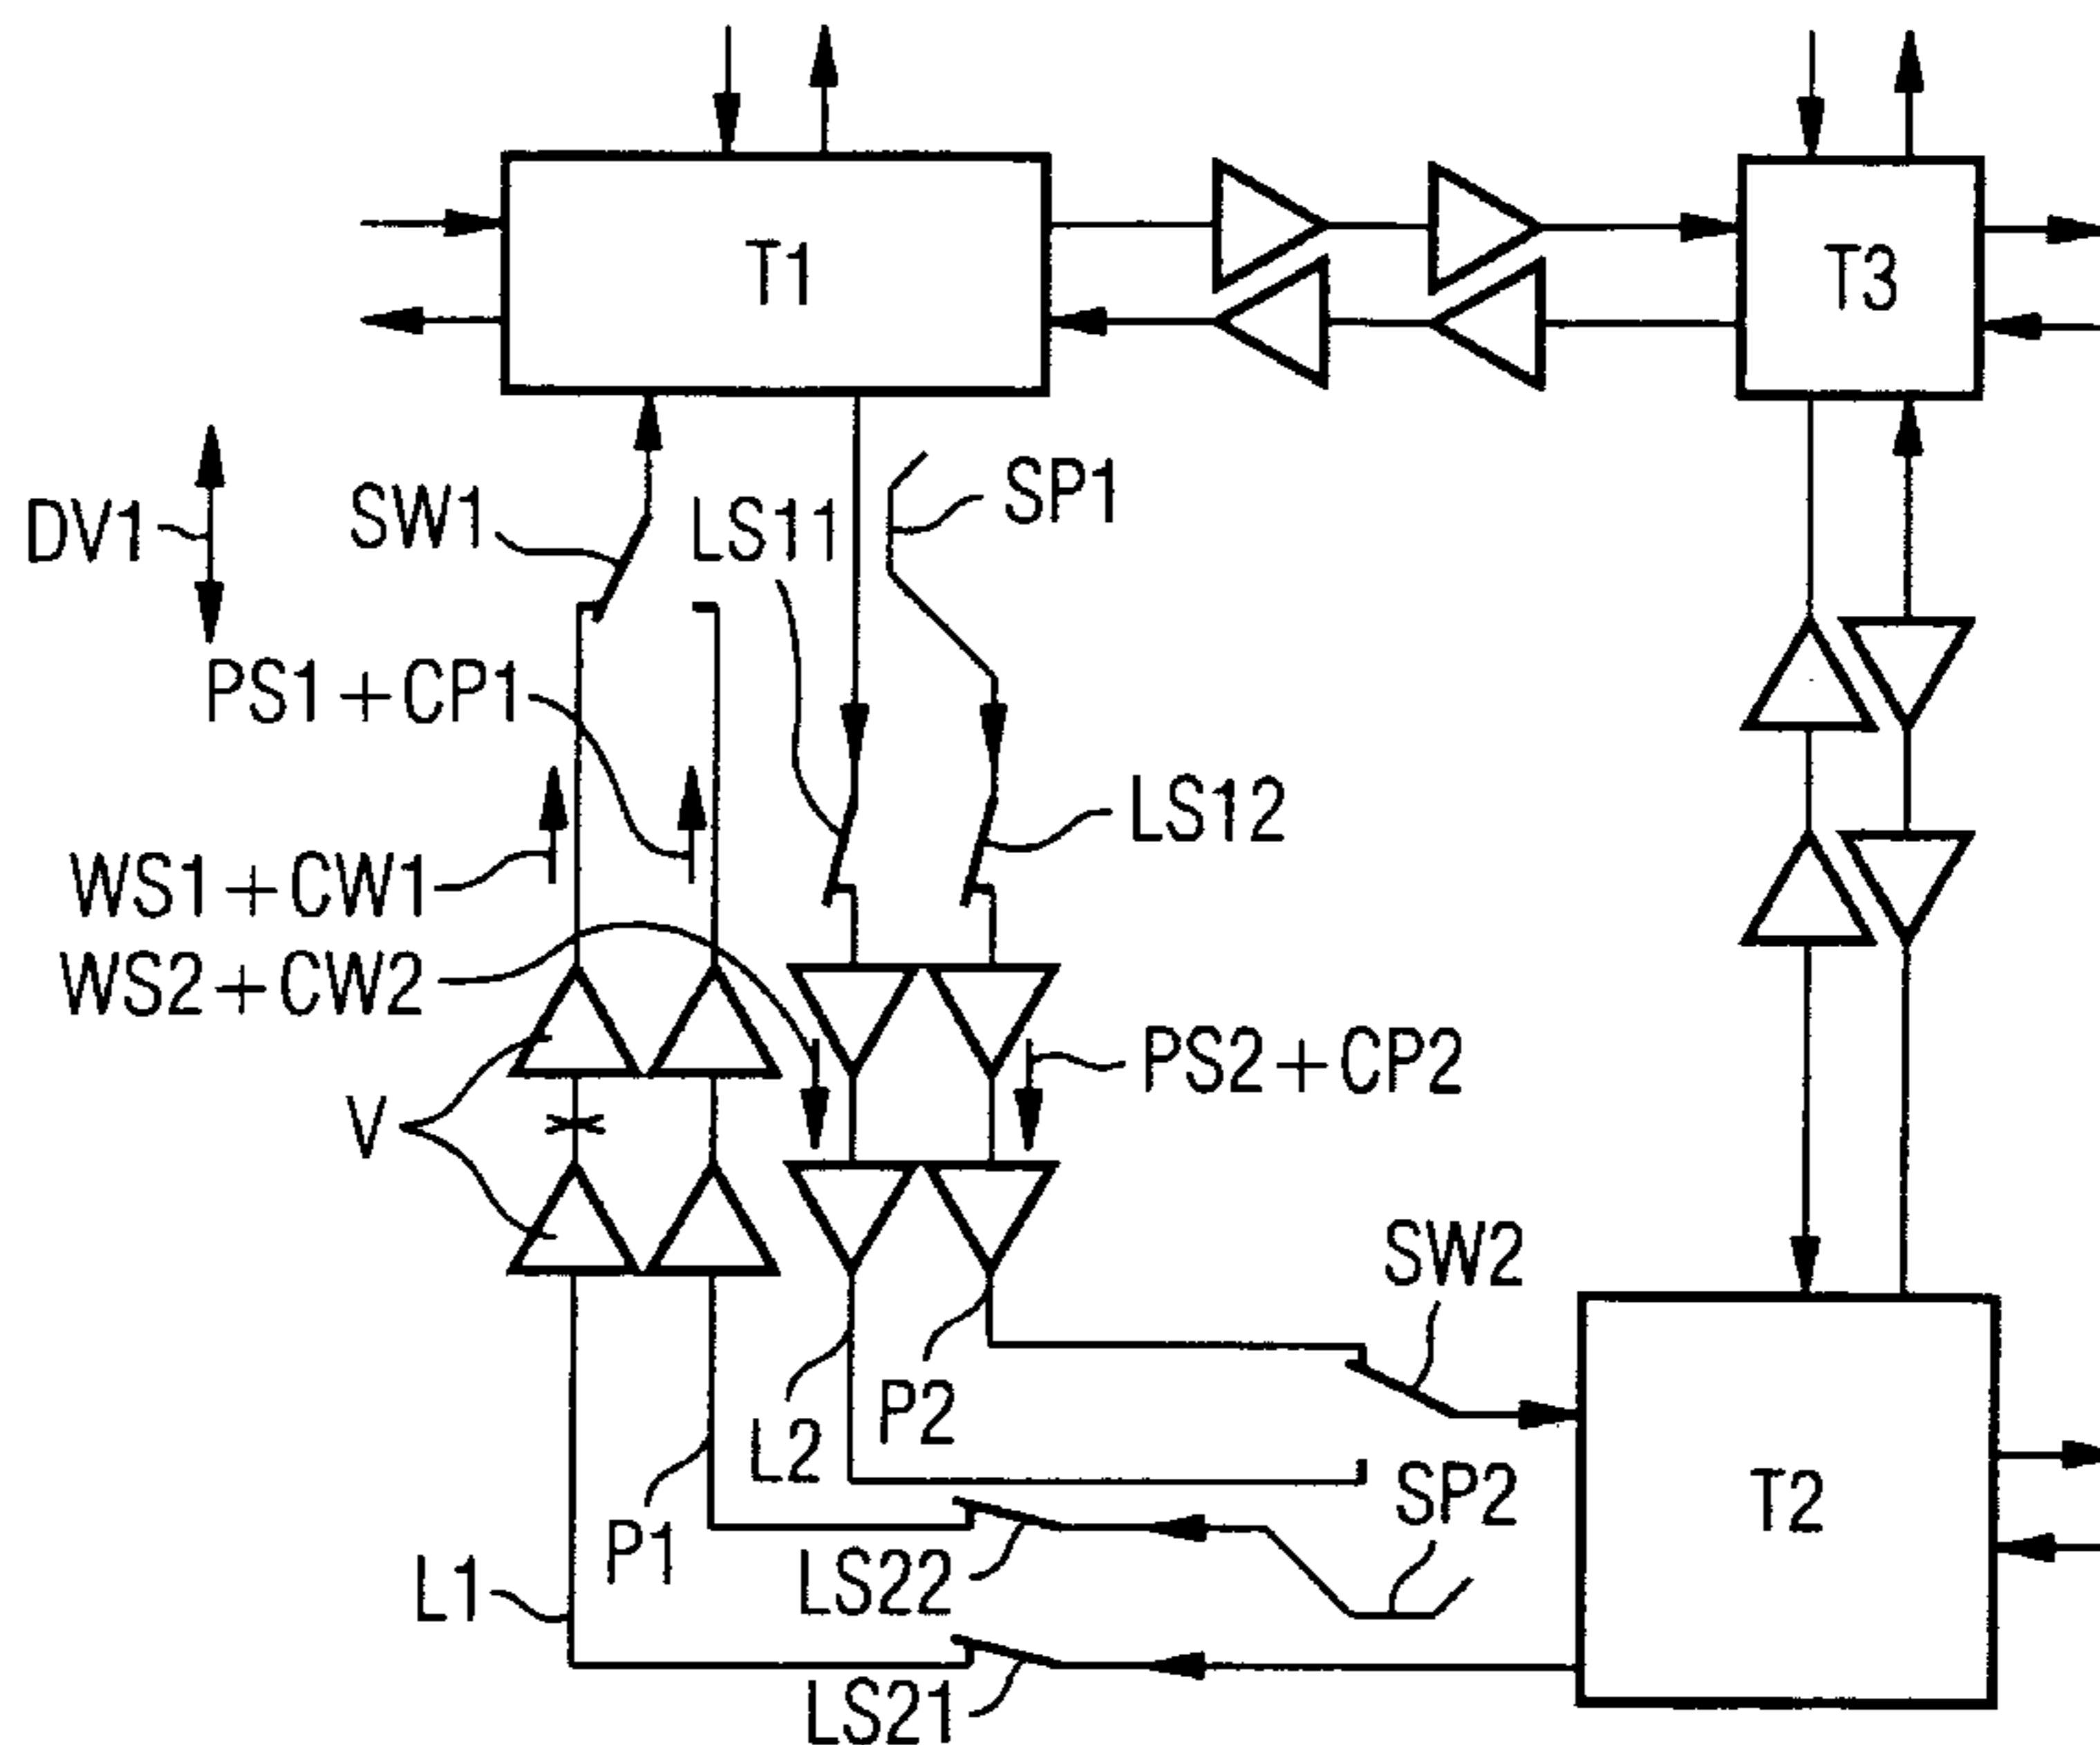 T1
T3
DV1
SW1
LS11
SP1
PS1+CP1
LS12
WS1+CW1
WS2+CW2
PS2+CP2
V
SW2
L2
P2
SP2
T2
P1
L1
LS22
LS21